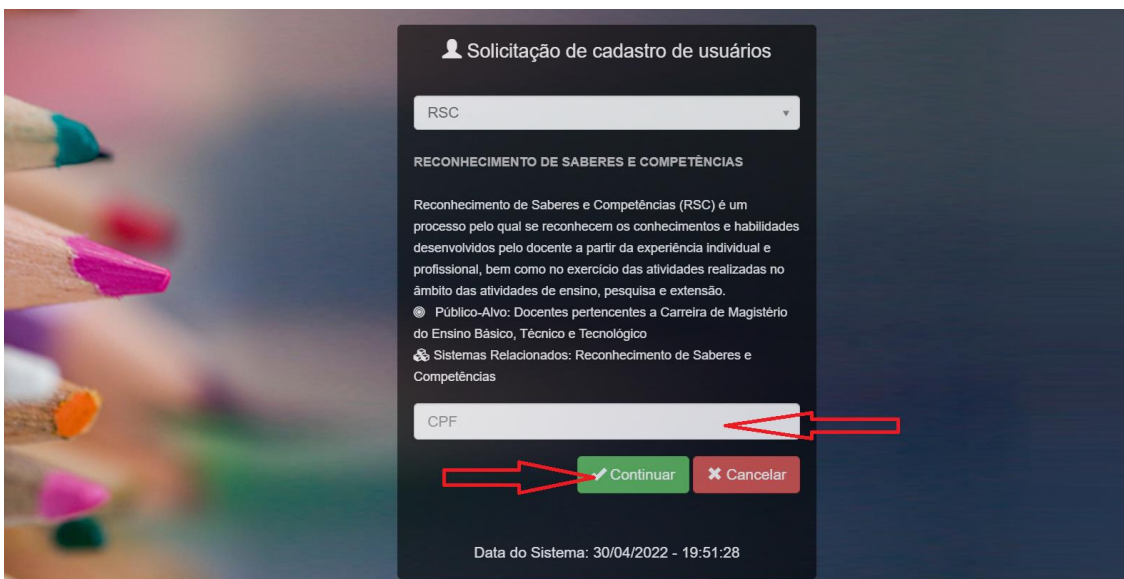 Solicitação de cadastro de usuários
RSC
RECONHECIMENTO DE SABERES E COMPETÊNCIAS
Reconhecimento de Saberes e Competências (RSC) é um
processo pelo qual se reconhecem os conhecimentos e habilidades
desenvolvidos pelo docente a partir da experiência individual e
profissional, bem como no exercício das atividades realizadas no
âmbito das atividades de ensino, pesquisa e extensão.
Público-Alvo: Docentes pertencentes a Carreira de Magistério
do Ensino Básico, Técnico e Tecnológico
Sistemas Relacionados: Reconhecimento de Saberes e
Competências
CPF
Continuar
Cancelar
Data do Sistema: 30/04/2022 - 19:51:28